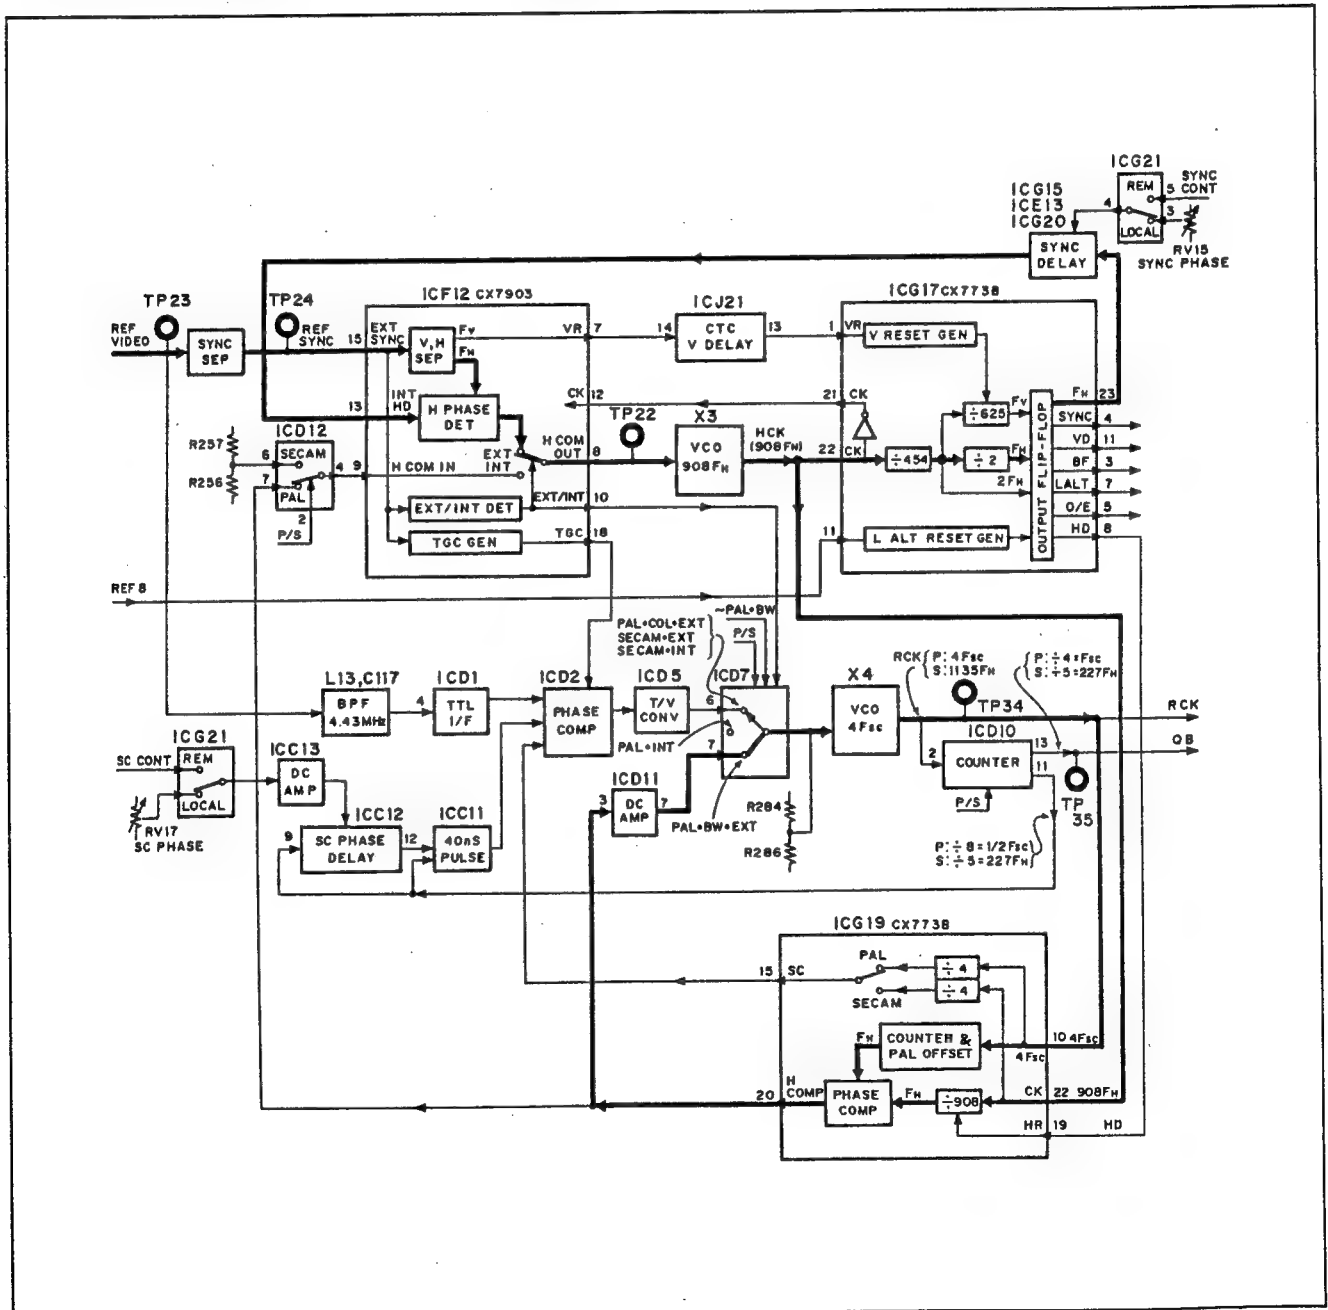 ICG21
REM
5 SYNC CONT
4
3
LOCAL
RV15
SYNC PHASE
ICG15
ICE13
ICG20
SYNC DELAY
TP23
TP24
REF VIDEO
SYNC SEP
REF SYNC
15
ICF12 CX7903
EXT SYNC
V,H SEP
Fv
FH
VR 7
14
ICJ21
CTC V DELAY
13
ICG17 CX7738
1 VR
V RESET GEN
13
INT HD
H PHASE DET
CK 12
21 CK
÷625
Fv
FH 23
SYNC 4
VD 11
BF 3
LALT 7
O/E 5
HD 8
OUTPUT FLIP-FLOP
TP22
X3
VCO 908FH
HCK (908FH)
22 CK
÷454
÷2
FH
2FH
ICD12
R257
R256
6 SECAM
7 PAL
4 9
2
P/S
H COM IN
EXT
INT
H COM OUT
8
EXT/INT DET
EXT/INT 10
TGC GEN
TGC 18
11
L ALT RESET GEN
REF 8
PAL•COL•EXT
SECAM•EXT
SECAM•INT
~PAL•BW
P/S
L13,C117
BPF
4.43MHz
4
ICD1
TTL I/F
ICD2
PHASE COMP
ICD5
T/V CONV
ICD7
6
7
PAL•INT
PAL•BW•EXT
X4
VCO 4Fsc
RCK
P: 4Fsc
S: 1135FH
P: ÷4=Fsc
S: ÷5=227FH
TP34
RCK
QB
ICD10
2
COUNTER
13
11
P/S
TP 35
ICG21
SC CONT
REM
LOCAL
RV17
SC PHASE
ICC13
DC AMP
ICC12
9
SC PHASE DELAY
12
ICC11
40nS PULSE
ICD11
3
DC AMP
7
R284
R286
P: ÷8=1/2Fsc
S: ÷5=227FH
ICG19 CX7738
15 SC
PAL
SECAM
÷4
÷4
COUNTER & PAL OFFSET
FH
10 4Fsc
4Fsc
20
H COMP
PHASE COMP
FH
÷908
CK 22 908FH
HR 19 HD